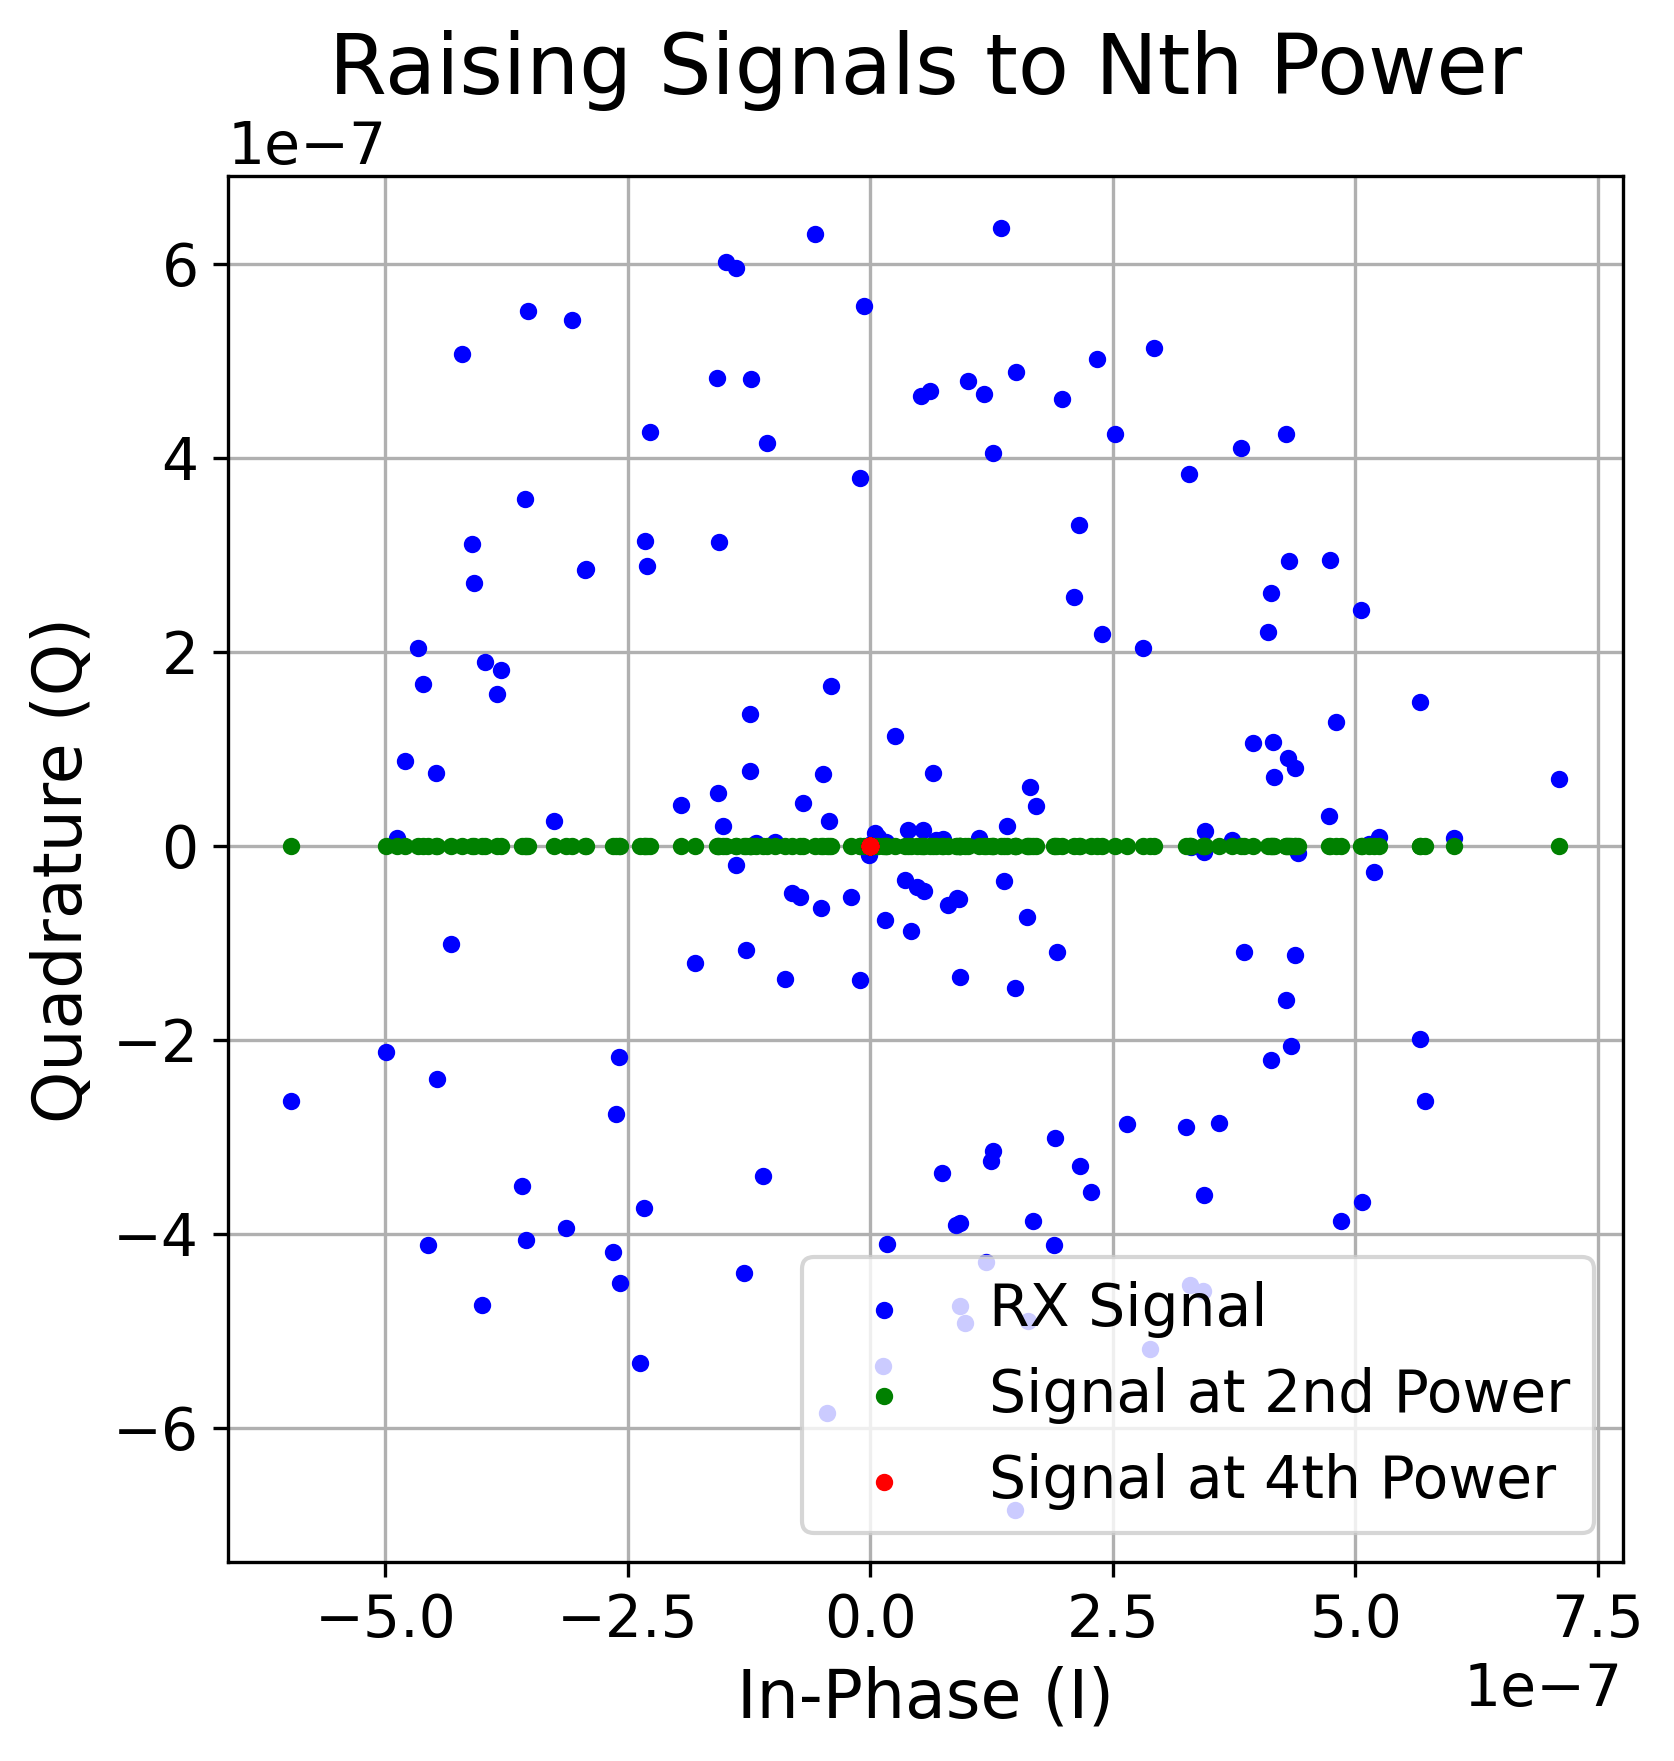 Raising Signals to Nth Power
1e−7
6
4
2
0
−2
−4
−6
Quadrature (Q)
RX Signal
Signal at 2nd Power
Signal at 4th Power
−5.0 −2.5 0.0 2.5 5.0 7.5
In-Phase (I)
1e−7